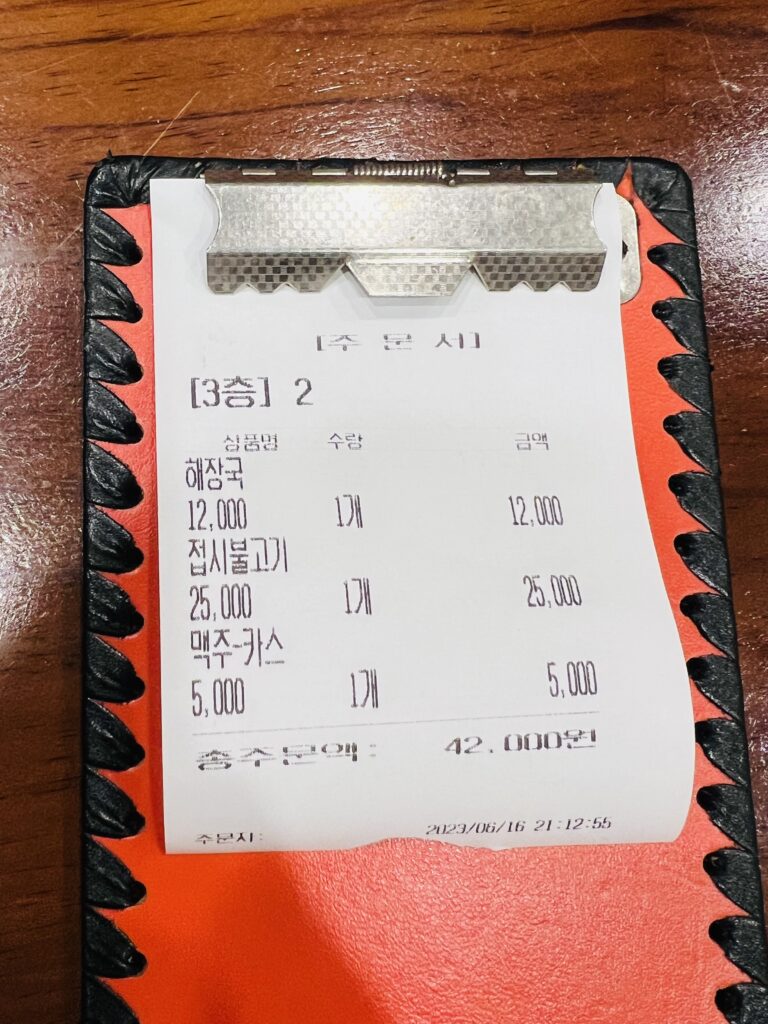 [주 문 서]
[3층] 2
상품명 수량 금액
해장국
12,000 1개 12,000
접시불고기
25,000 1개 25,000
맥주-카스
5,000 1개 5,000
총주문액: 42,000원
주문자:
2023/06/16 21:12:55